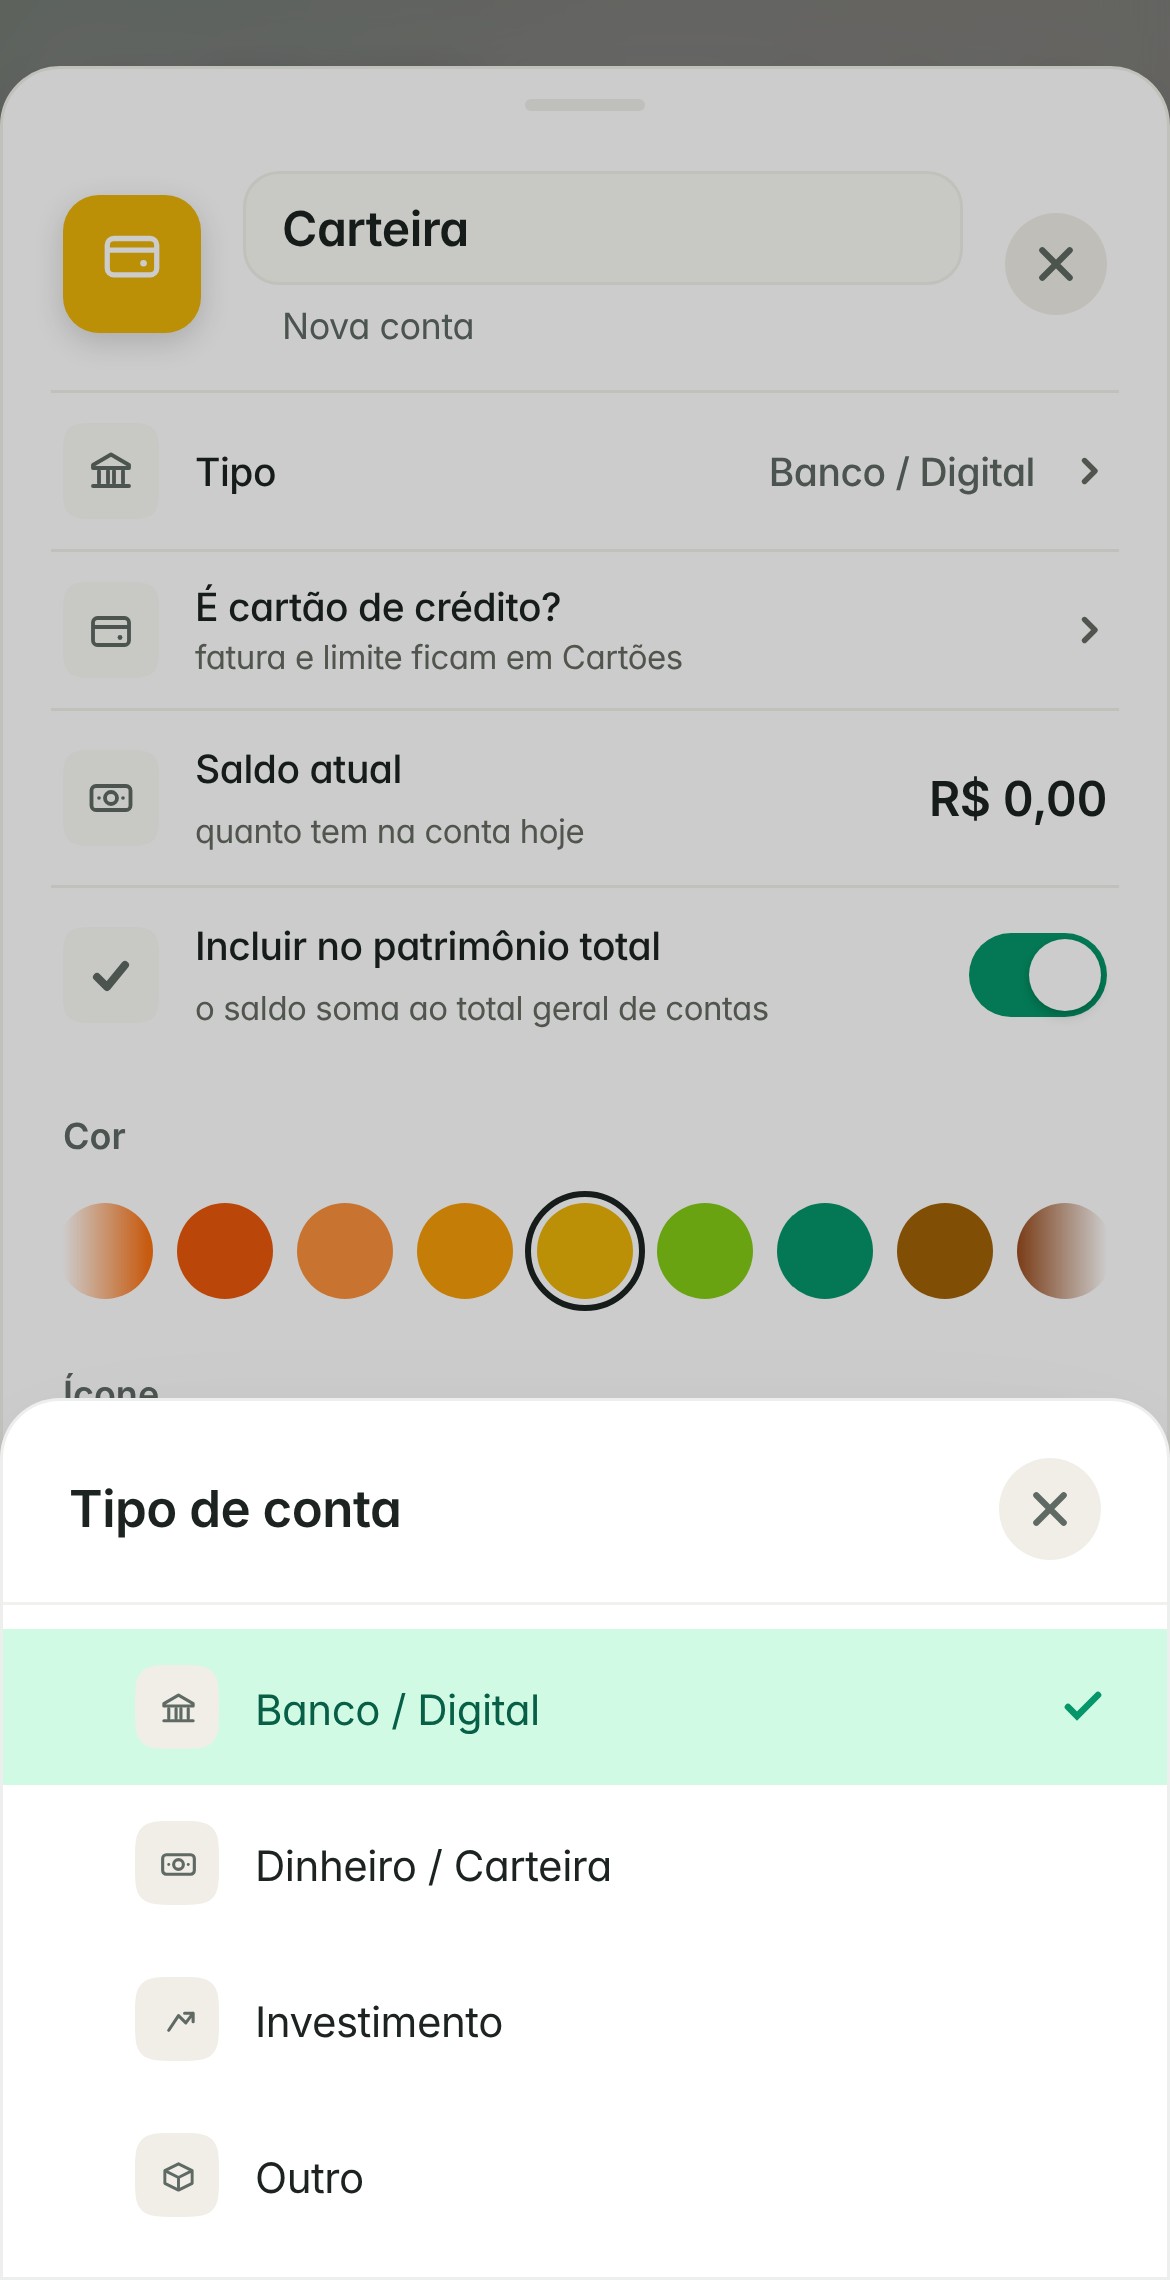 Carteira
Nova conta
Tipo
Banco / Digital
É cartão de crédito?
fatura e limite ficam em Cartões
Saldo atual
R$ 0,00
quanto tem na conta hoje
Incluir no patrimônio total
o saldo soma ao total geral de contas
Cor
Ícone
Tipo de conta
Banco / Digital
Dinheiro / Carteira
Investimento
Outro